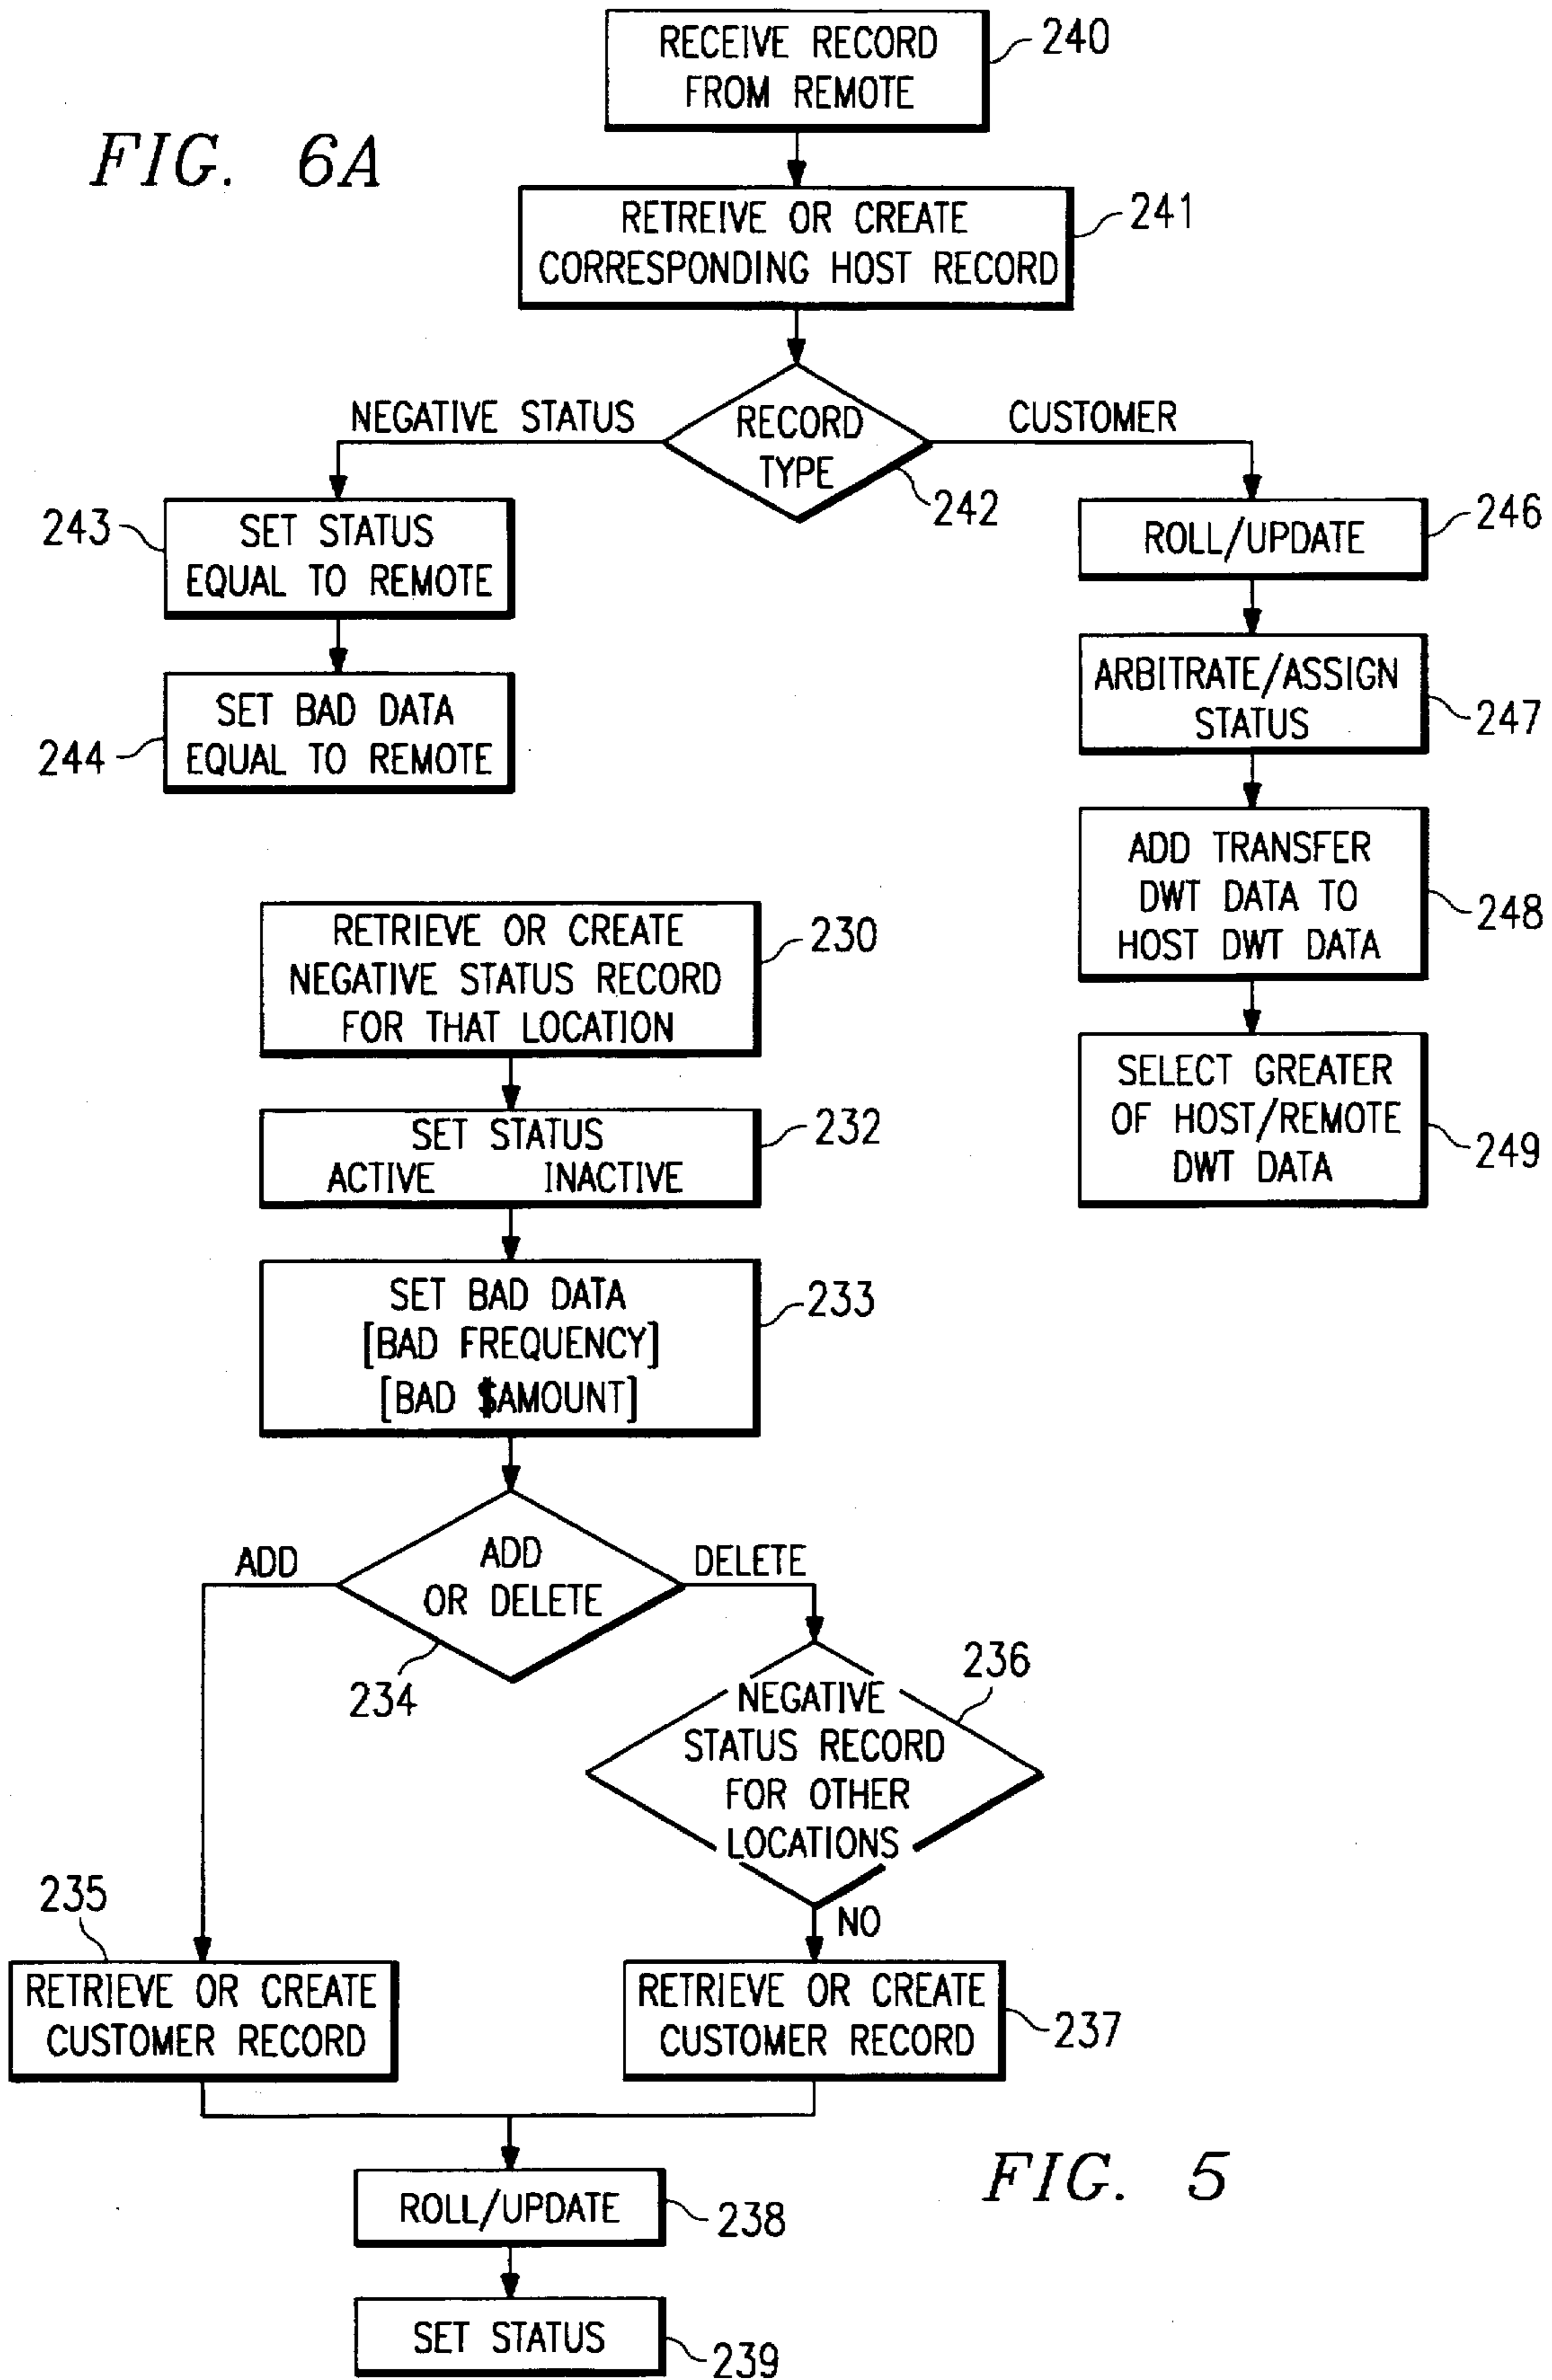 FIG. 6A
RECEIVE RECORD
FROM REMOTE
240
RETREIVE OR CREATE
CORRESPONDING HOST RECORD
241
NEGATIVE STATUS
RECORD
TYPE
CUSTOMER
242
243
SET STATUS
EQUAL TO REMOTE
244
SET BAD DATA
EQUAL TO REMOTE
ROLL/UPDATE
246
ARBITRATE/ASSIGN
STATUS
247
ADD TRANSFER
DWT DATA TO
HOST DWT DATA
248
SELECT GREATER
OF HOST/REMOTE
DWT DATA
249
RETRIEVE OR CREATE
NEGATIVE STATUS RECORD
FOR THAT LOCATION
230
SET STATUS
ACTIVE INACTIVE
232
SET BAD DATA
[BAD FREQUENCY]
[BAD $AMOUNT]
233
ADD
ADD
OR DELETE
DELETE
234
NEGATIVE
STATUS RECORD
FOR OTHER
LOCATIONS
236
NO
235
RETRIEVE OR CREATE
CUSTOMER RECORD
RETRIEVE OR CREATE
CUSTOMER RECORD
237
ROLL/UPDATE
238
SET STATUS
239
FIG. 5